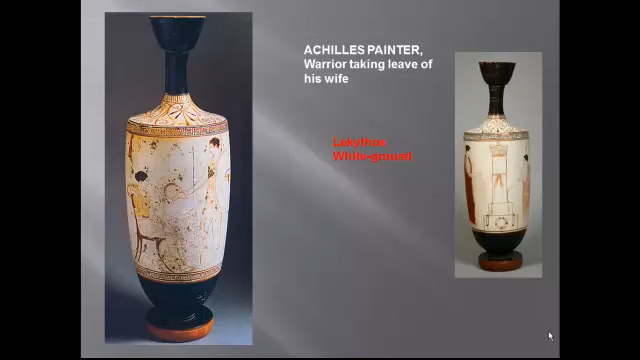 ACHILLES PAINTER,
Warrior taking leave of
his wife
Lekythos
White-ground